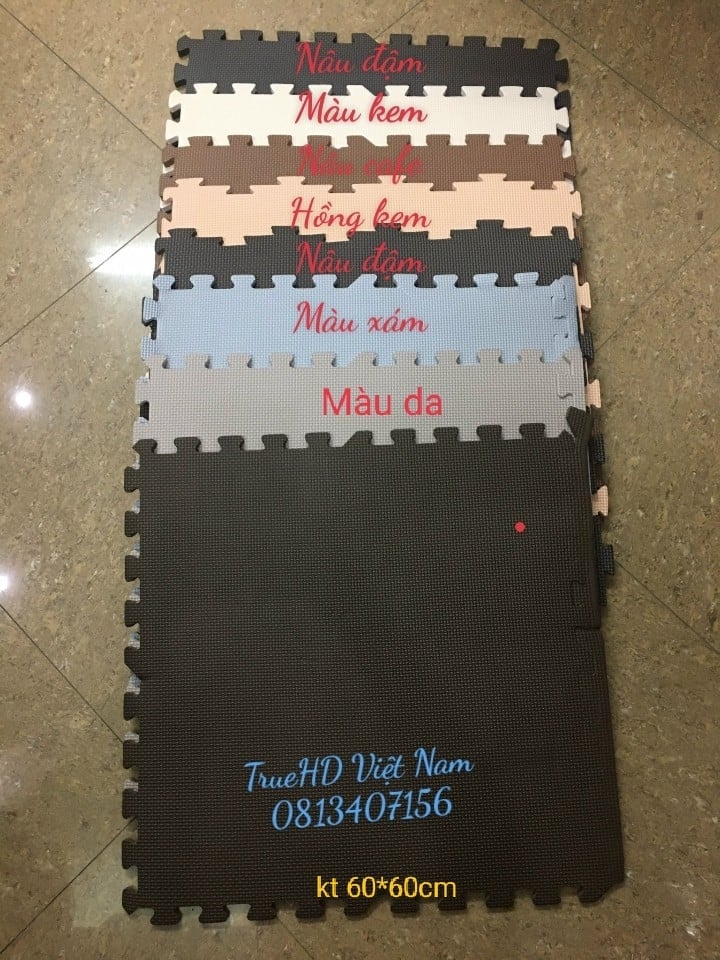 Nâu đậm
Màu kem
Nâu cafe
Hồng kem
Nâu đậm
Màu xám
Màu da
TrueHD Việt Nam
0813407156
kt 60*60cm